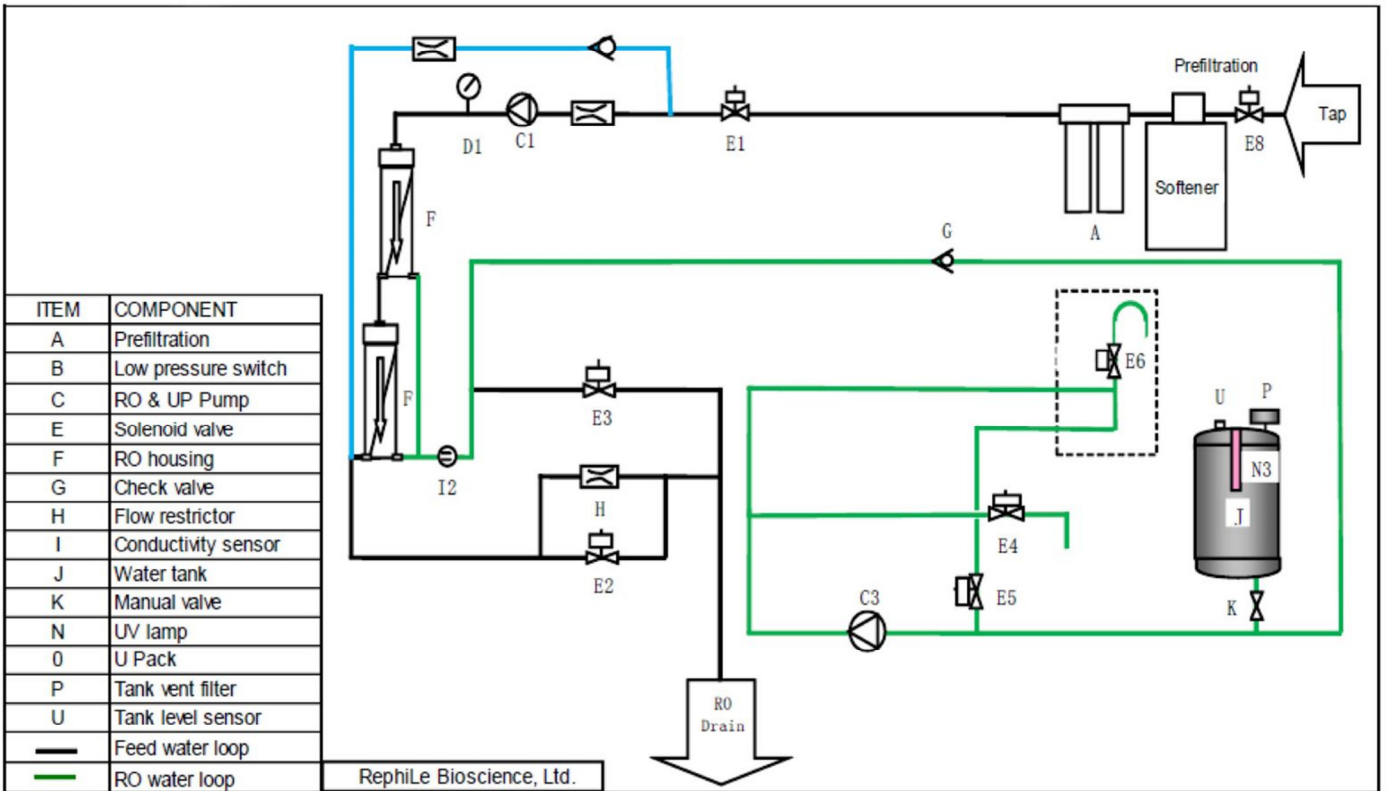 Prefiltration
Tap
D1
C1
E1
E8
Softener
A
F
G
F
I2
E3
H
E2
E6
E4
E5
C3
U
P
N3
J
K
RO
Drain
ITEM COMPONENT
A Prefiltration
B Low pressure switch
C RO & UP Pump
E Solenoid valve
F RO housing
G Check valve
H Flow restrictor
I Conductivity sensor
J Water tank
K Manual valve
N UV lamp
0 U Pack
P Tank vent filter
U Tank level sensor
Feed water loop
RO water loop
RephiLe Bioscience, Ltd.